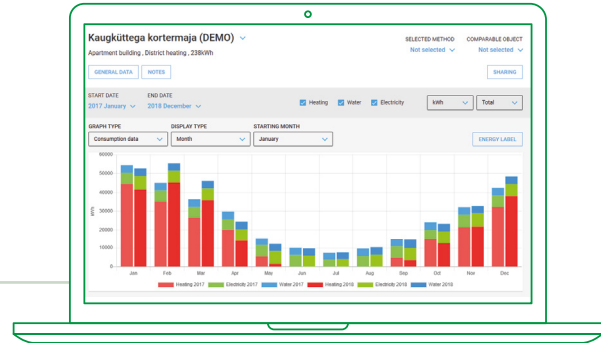 Kaugküttega kortermaja (DEMO)
SELECTED METHOD COMPARABLE OBJECT
Not selected Not selected
Apartment building , District heating , 238kWh
GENERAL DATA NOTES SHARING
START DATE END DATE
2017 January 2018 December
Heating Water Electricity kWh Total
GRAPH TYPE DISPLAY TYPE STARTING MONTH
Consumption data Month January ENERGY LABEL
60000
50000
40000
30000
20000
10000
0
kWh
Jan Feb Mar Apr May Jun Jul Aug Sep Oct Nov Dec
Heating 2017 Electricity 2017 Water 2017 Heating 2018 Electricity 2018 Water 2018